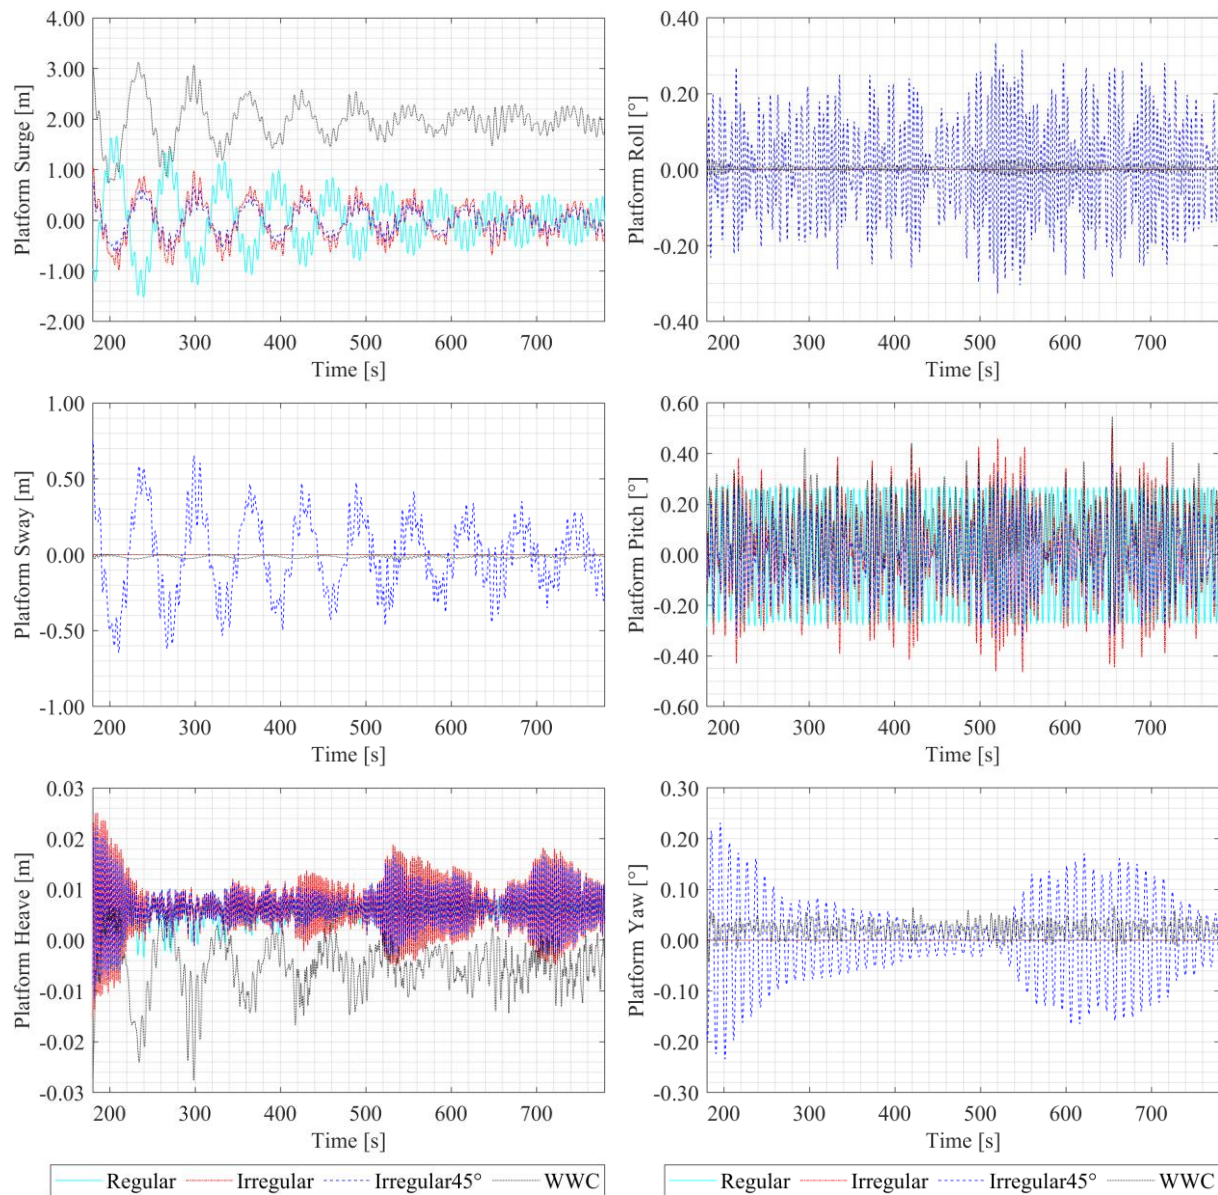 4.00
3.00
2.00
1.00
0.00
-1.00
-2.00
Platform Surge [m]
200 300 400 500 600 700
Time [s]
0.40
0.20
0.00
-0.20
-0.40
Platform Roll [°]
200 300 400 500 600 700
Time [s]
1.00
0.50
0.00
-0.50
-1.00
Platform Sway [m]
200 300 400 500 600 700
Time [s]
0.60
0.40
0.20
0.00
-0.20
-0.40
-0.60
Platform Pitch [°]
200 300 400 500 600 700
Time [s]
0.03
0.02
0.01
0.00
-0.01
-0.02
-0.03
Platform Heave [m]
200 300 400 500 600 700
Time [s]
0.30
0.20
0.10
0.00
-0.10
-0.20
-0.30
Platform Yaw [°]
200 300 400 500 600 700
Time [s]
Regular Irregular Irregular45° WWC
Regular Irregular Irregular45° WWC